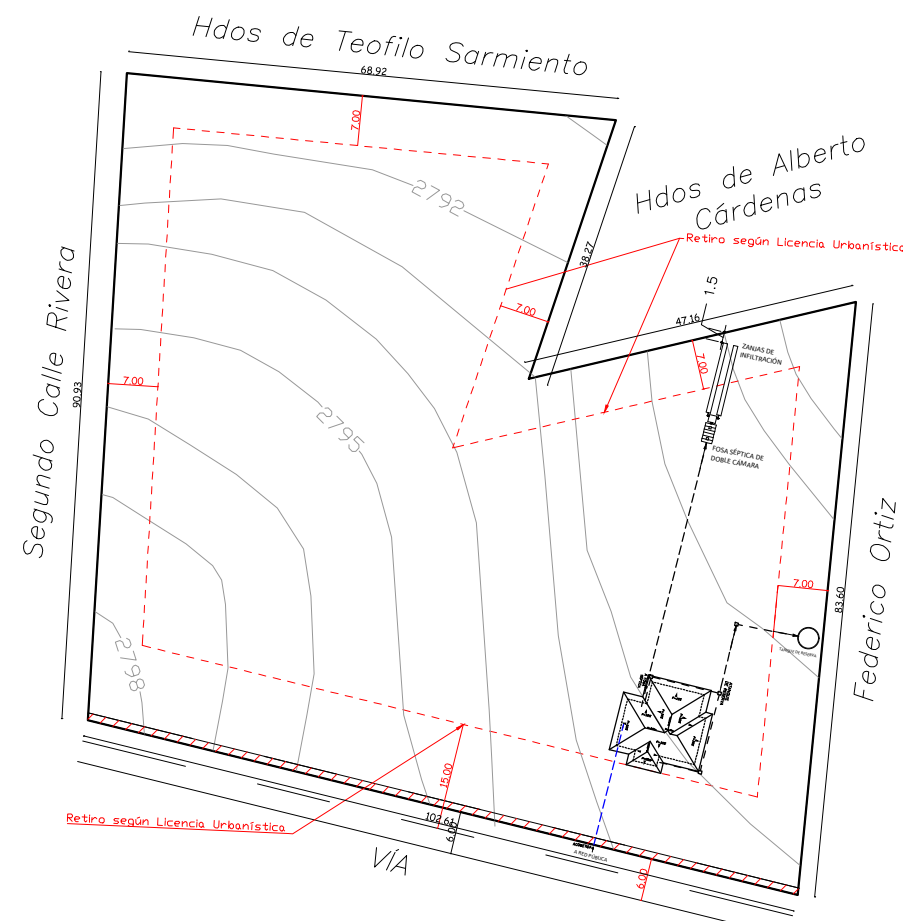 Hdos de Teofilo Sarmiento
68.92
7.00
Hdos de Alberto
Cárdenas
2792
Retiro según Licencia Urbanística
38.27
1.5
7.00
47.16
ZANJAS DE
INFILTRACIÓN
7.00
Segundo Calle Rivera
90.93
7.00
2795
FOSA SÉPTICA DE
DOBLE CÁMARA
Federico Ortiz
7.00
83.60
2798
15.00
Retiro según Licencia Urbanística
102.61
6.00
VÍA
A RED PÚBLICA
6.00